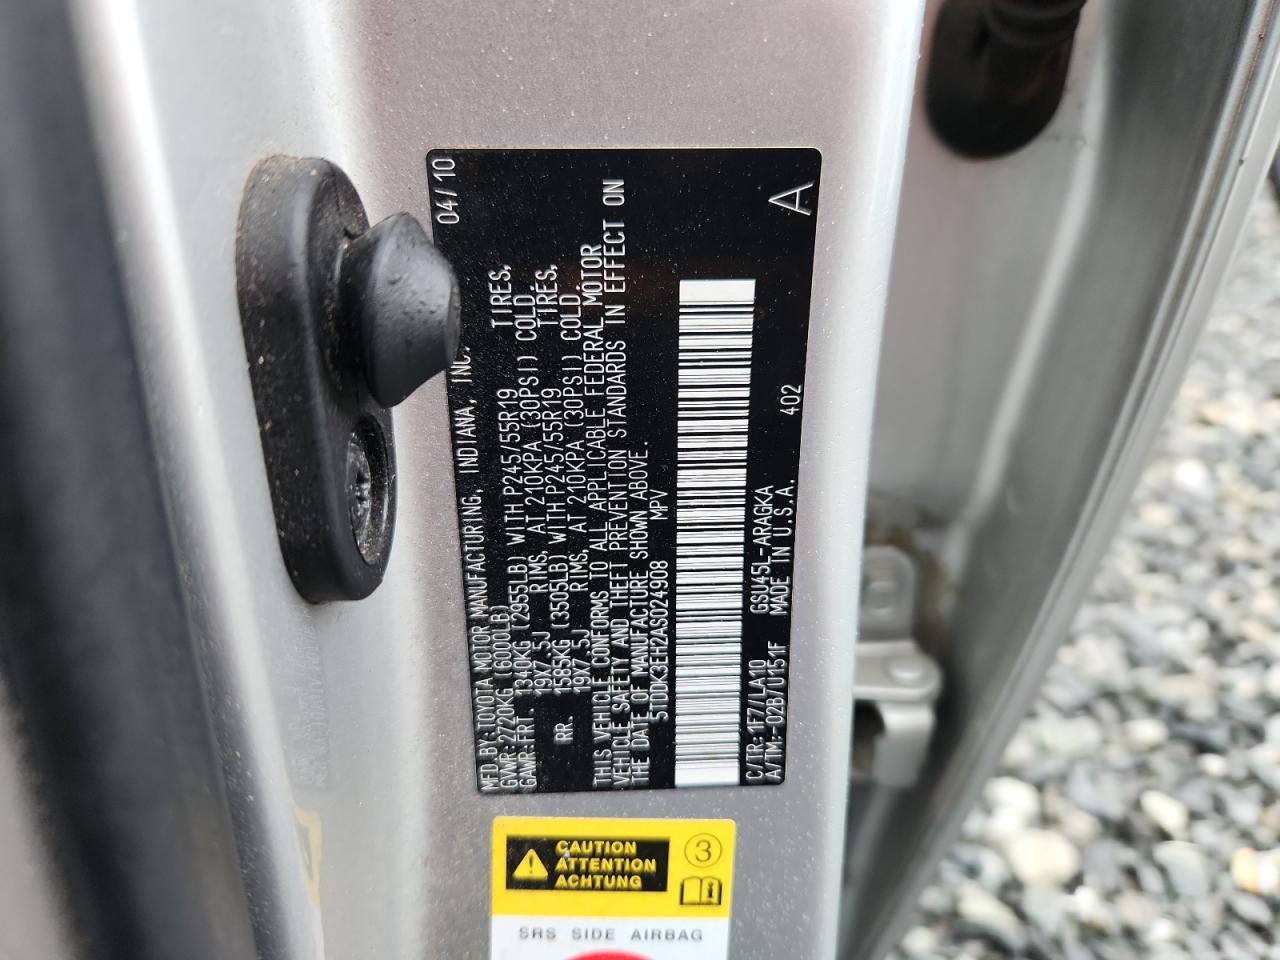 MFD.BY:TOYOTA MOTOR MANUFACTURING, INDIANA, INC. 04/10
GVWR:2720KG (6000LB)
GAWR:FRT. 1340KG (2955LB) WITH P245/55R19 TIRES,
19X7.5J RIMS, AT 210KPA (30PSI) COLD.
RR. 1585KG (3505LB) WITH P245/55R19 TIRES,
19X7.5J RIMS, AT 210KPA (30PSI) COLD.
THIS VEHICLE CONFORMS TO ALL APPLICABLE FEDERAL MOTOR
VEHICLE SAFETY AND THEFT PREVENTION STANDARDS IN EFFECT ON
THE DATE OF MANUFACTURE SHOWN ABOVE.
5TDDK3EH2AS024908 MPV
C/TR:1F7/LA10 GSU45L-ARAGKA
A/TM:-02B/U151F MADE IN U.S.A. 402 A
CAUTION
ATTENTION
ACHTUNG
3
SRS SIDE AIRBAG